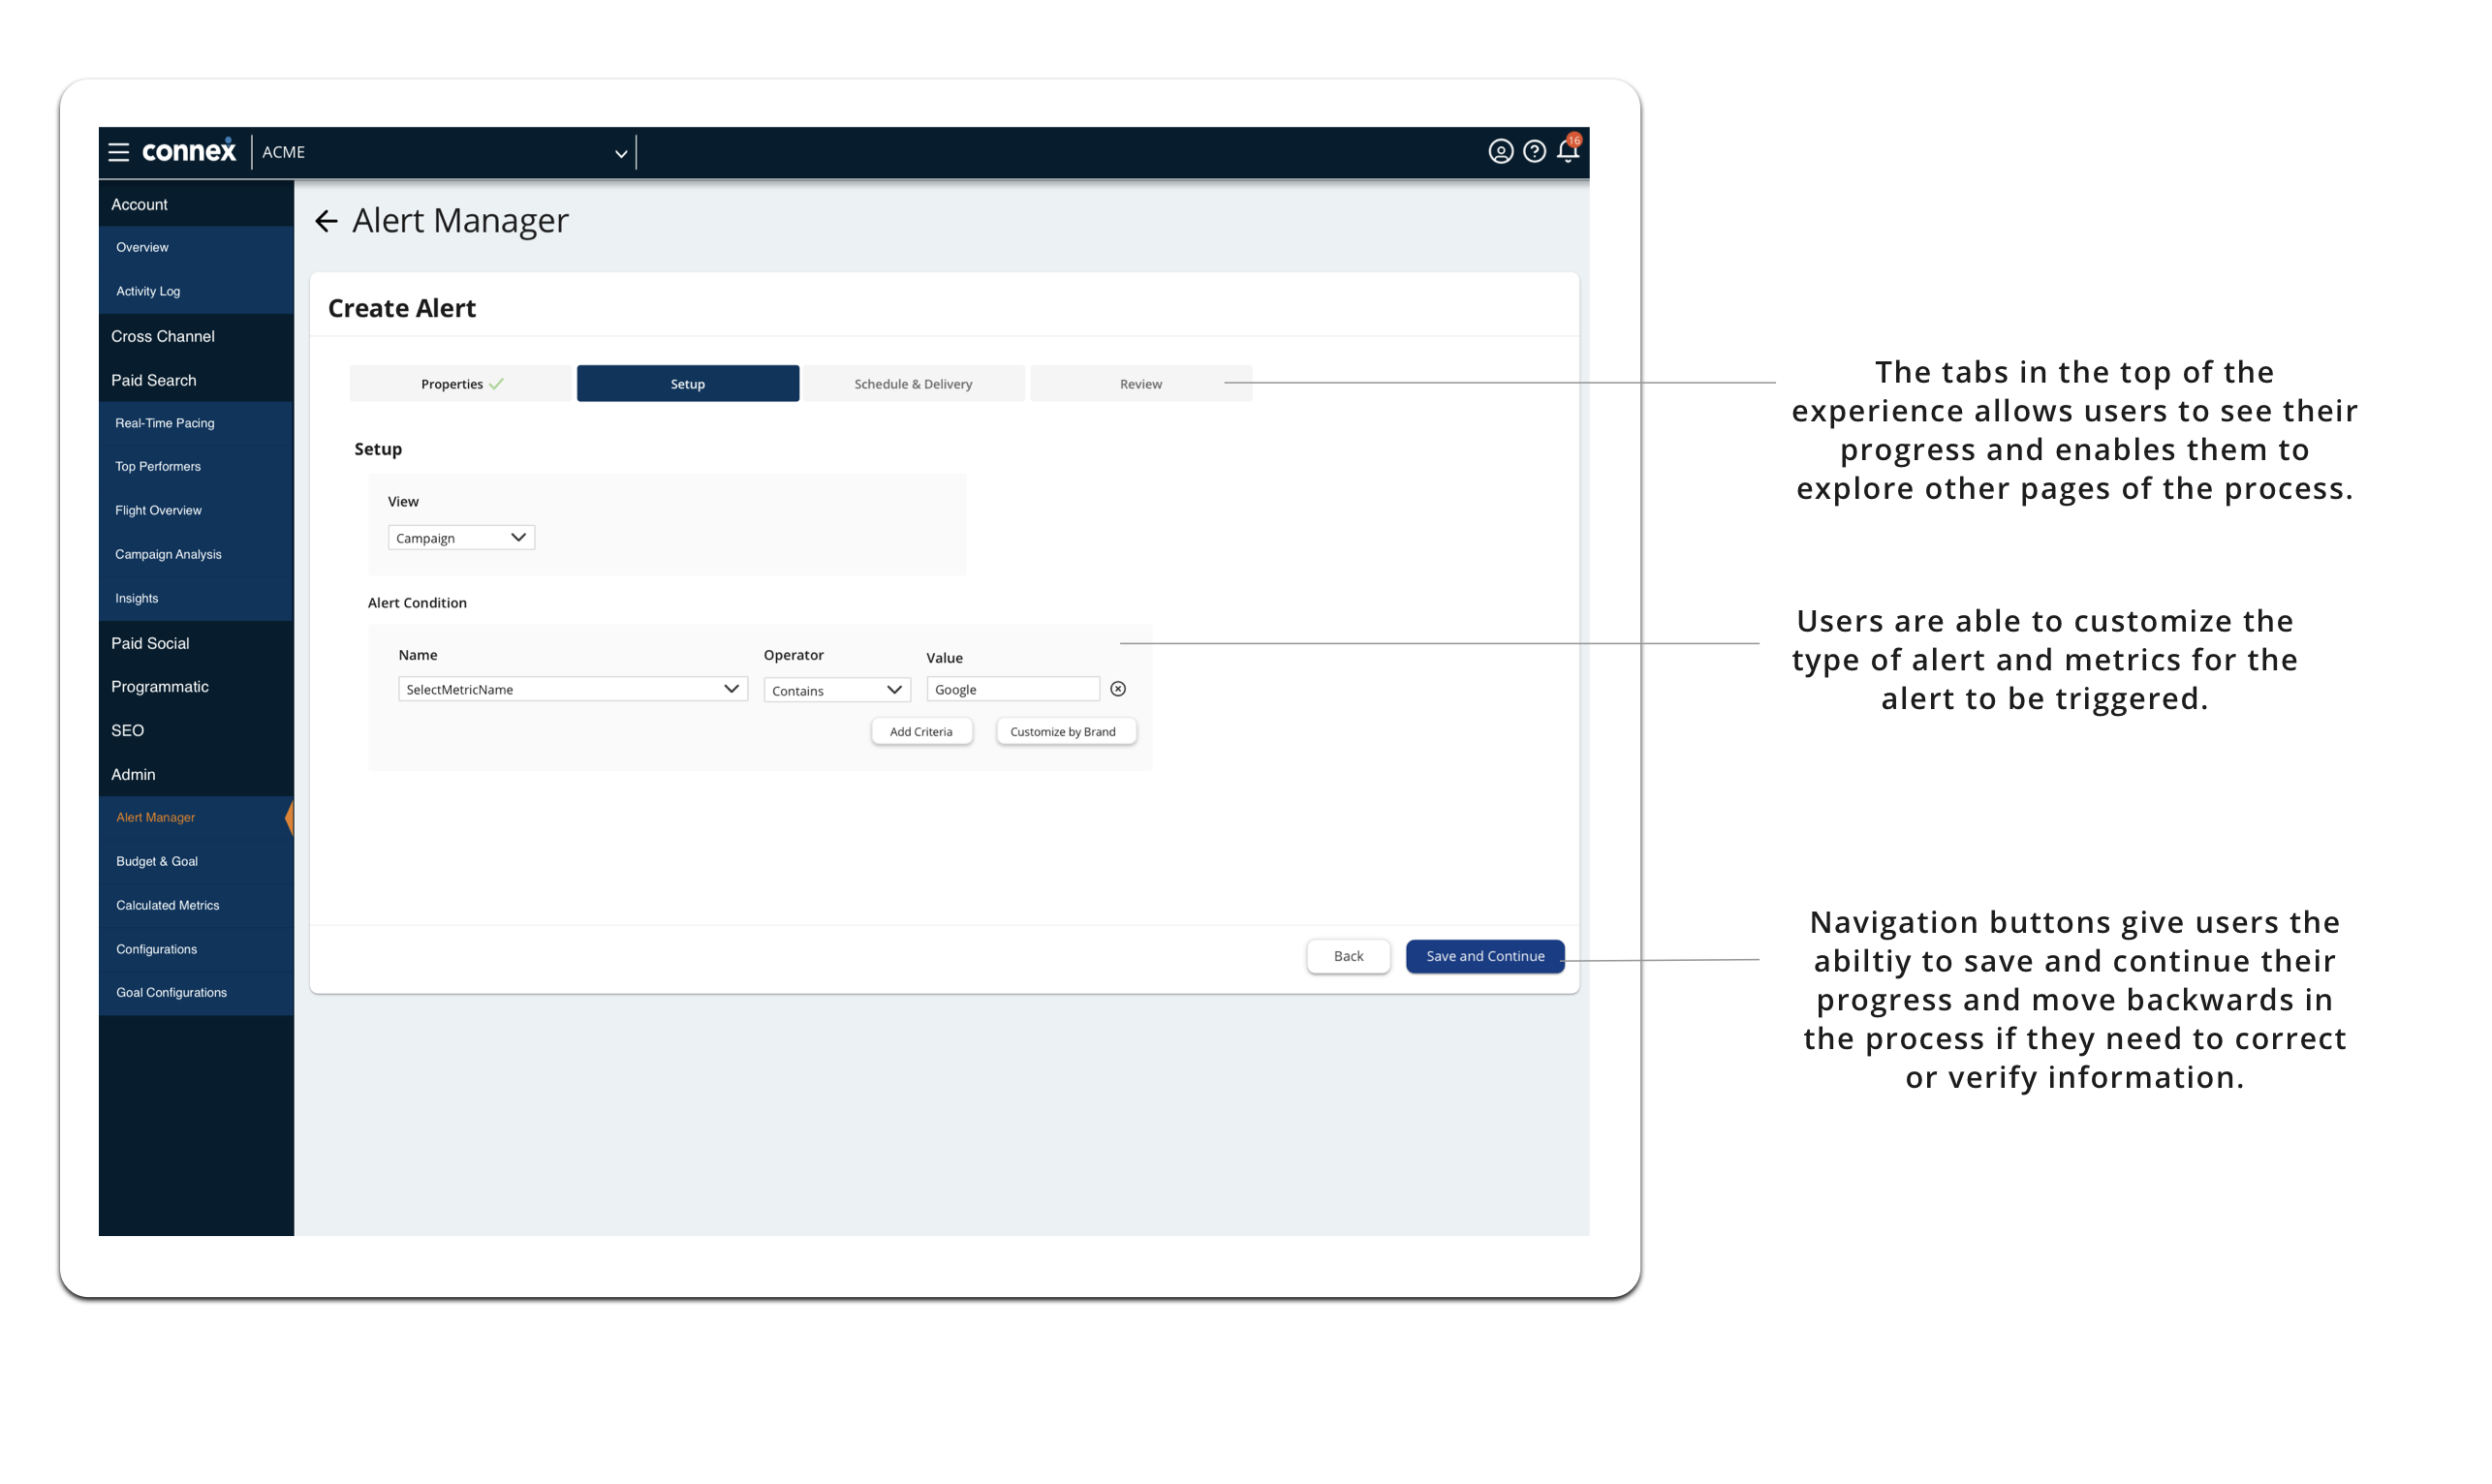 connex
ACME
16
Account
Overview
Activity Log
Cross Channel
Paid Search
Real-Time Pacing
Top Performers
Flight Overview
Campaign Analysis
Insights
Paid Social
Programmatic
SEO
Admin
Alert Manager
Budget & Goal
Calculated Metrics
Configurations
Goal Configurations
Alert Manager
Create Alert
Properties
Setup
Schedule & Delivery
Review
Setup
View
Campaign
Alert Condition
Name
Operator
Value
SelectMetricName
Contains
Google
Add Criteria
Customize by Brand
Back
Save and Continue
The tabs in the top of the
experience allows users to see their
progress and enables them to
explore other pages of the process.
Users are able to customize the
type of alert and metrics for the
alert to be triggered.
Navigation buttons give users the
abiltiy to save and continue their
progress and move backwards in
the process if they need to correct
or verify information.